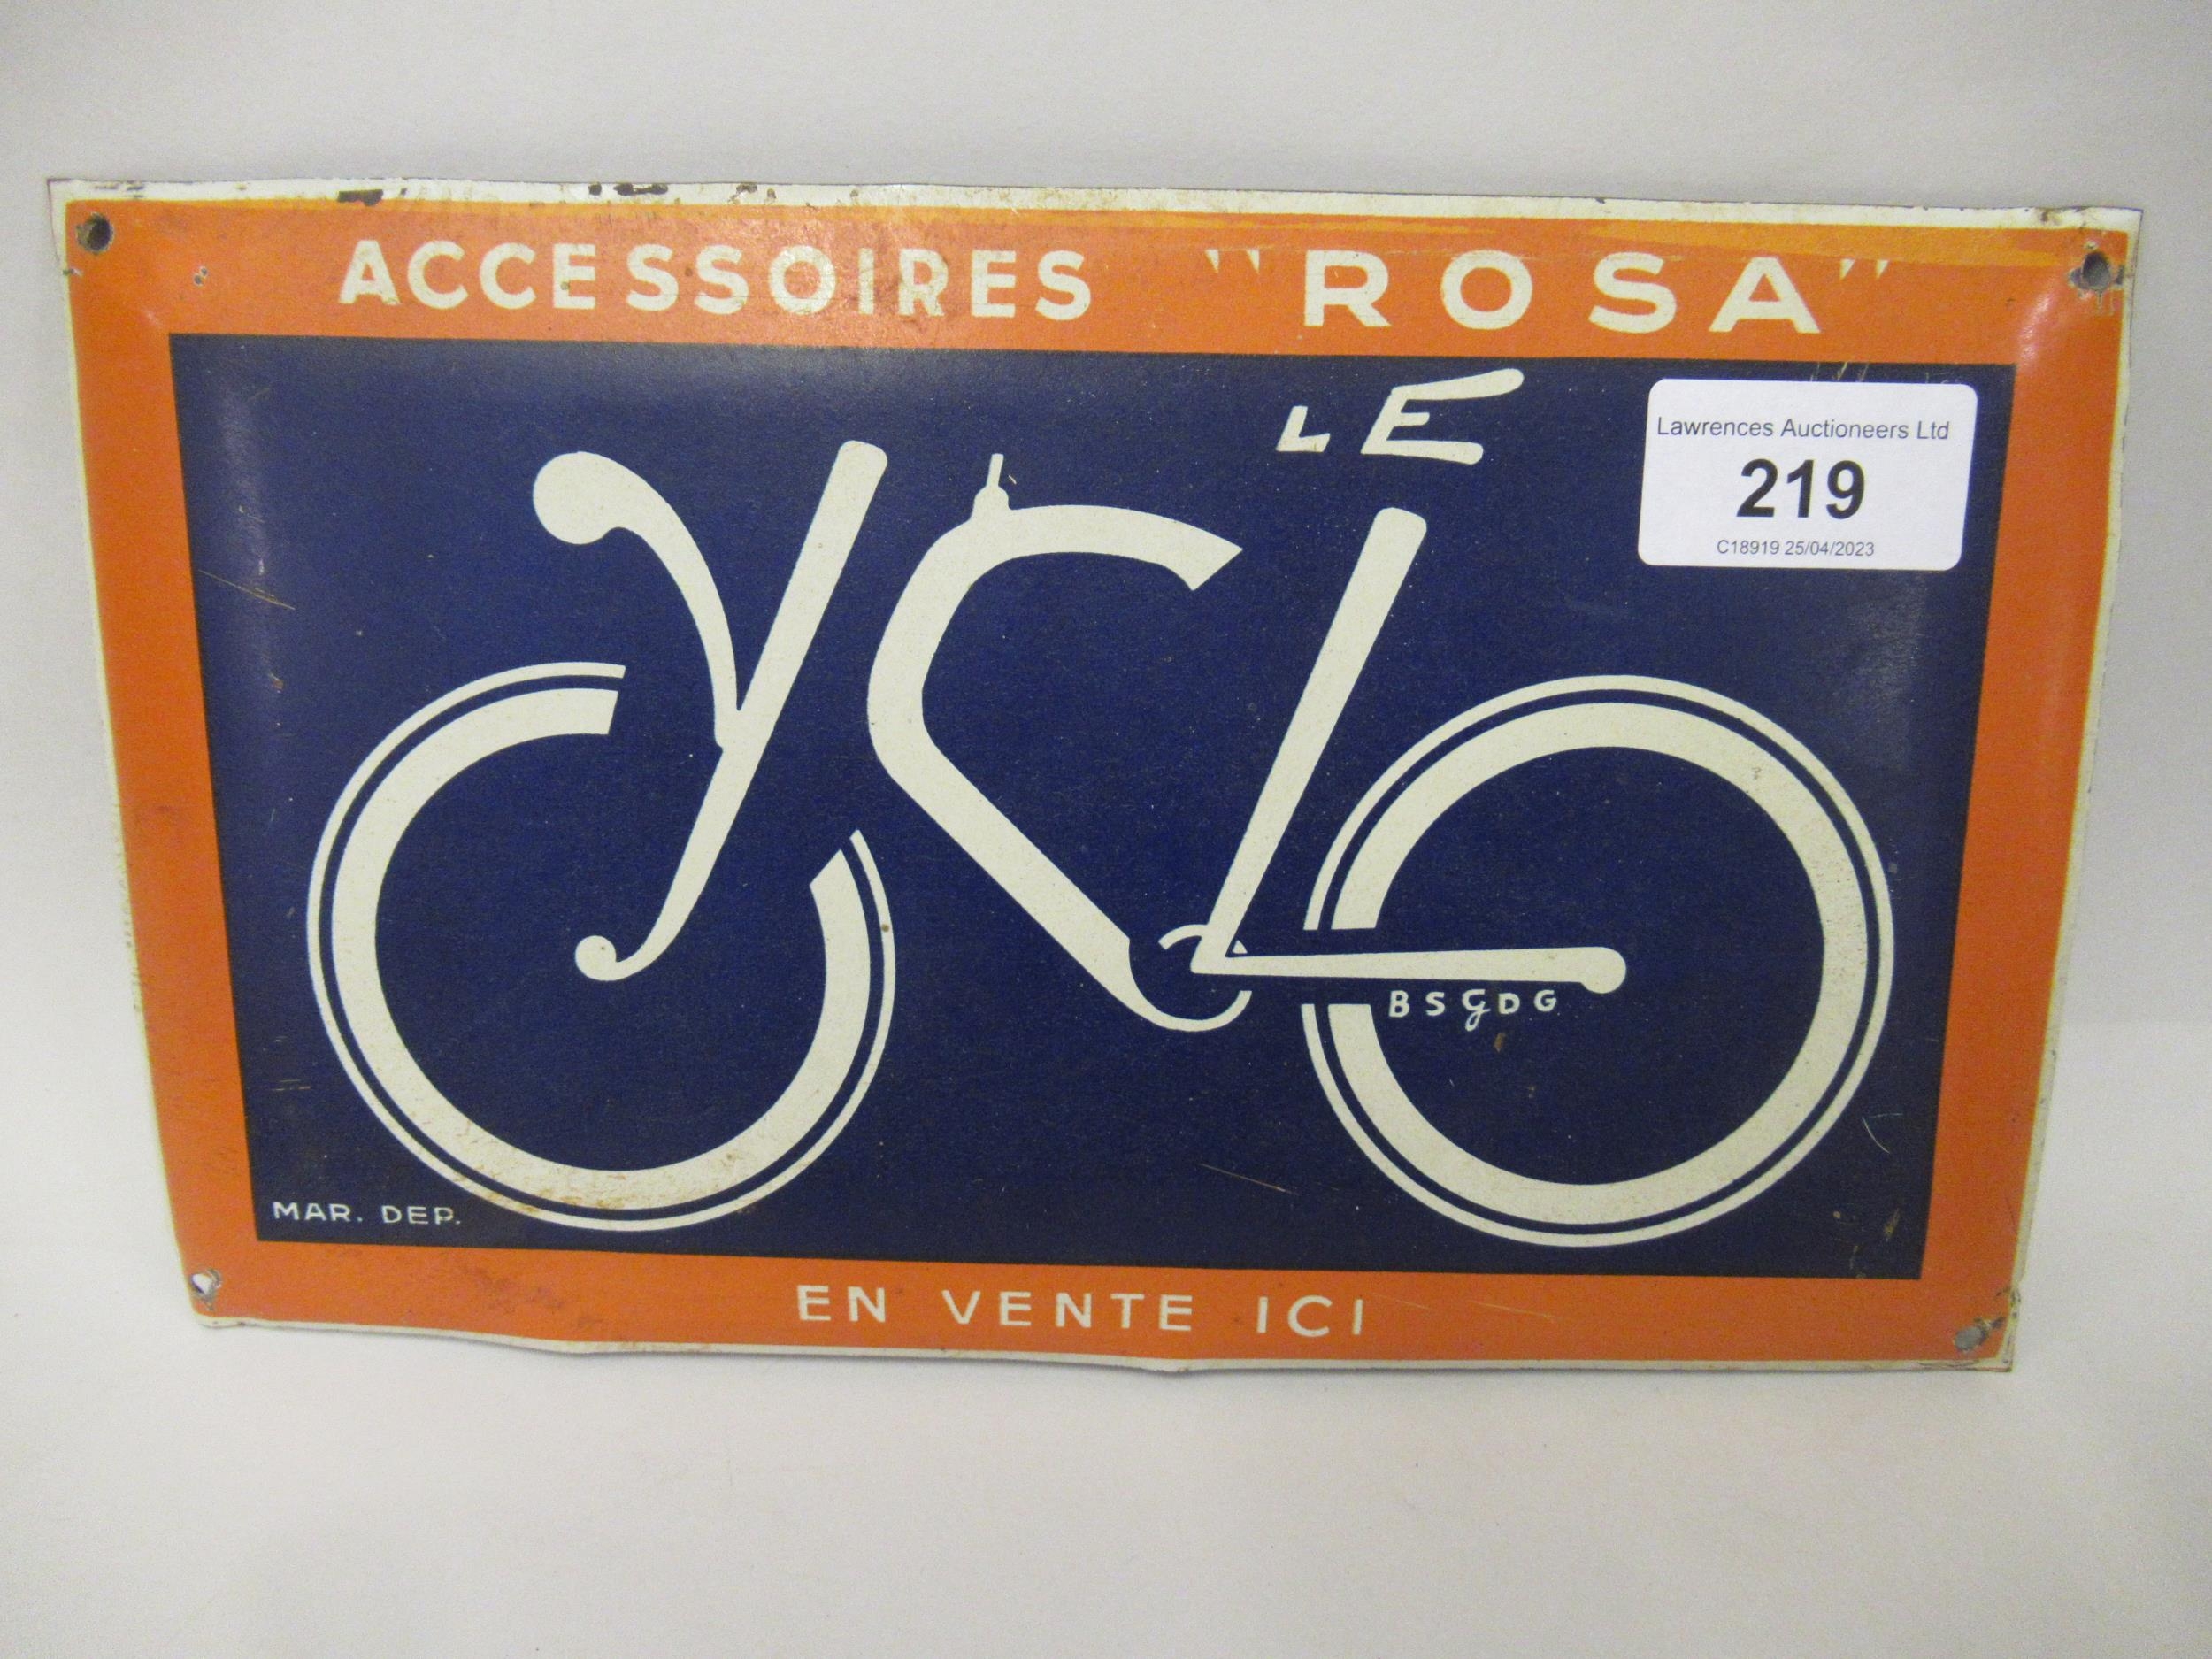 ACCESSOIRES "ROSA"
LE
CYCLO
BSGDG
MAR. DEP.
EN VENTE ICI
Lawrences Auctioneers Ltd
219
C18919 25/04/2023